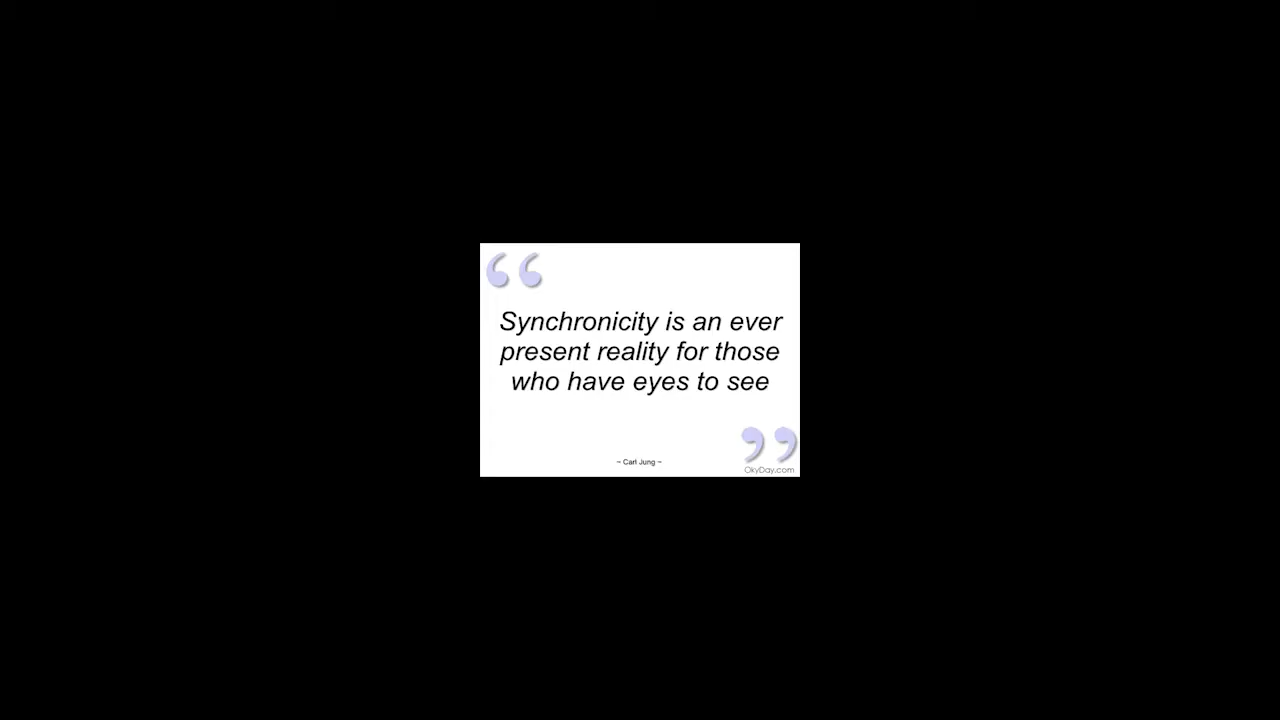 “
Synchronicity is an ever
present reality for those
who have eyes to see
”
~ Carl Jung ~
OkyDay.com